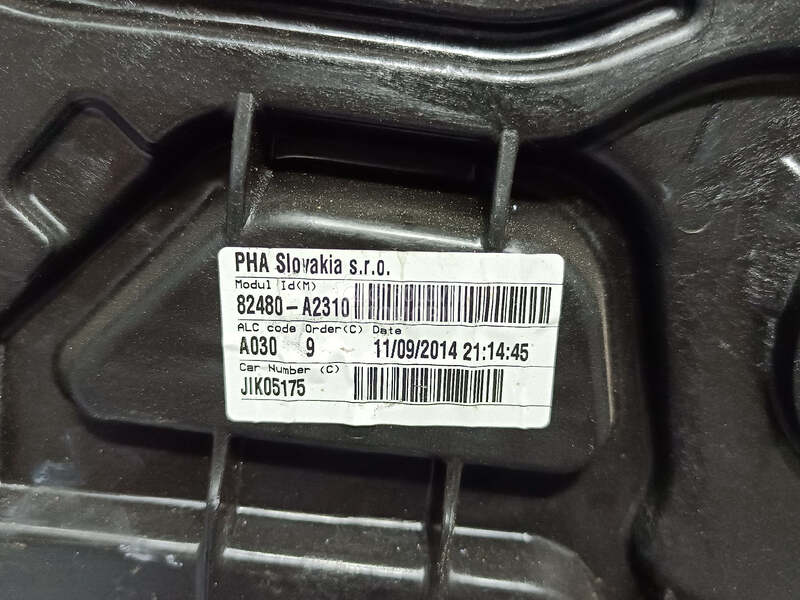 PHA Slovakia s.r.o.
Modul Id(M)
82480-A2310
ALC code Order(C) Date
A030 9 11/09/2014 21:14:45
Car Number (C)
JIK05175